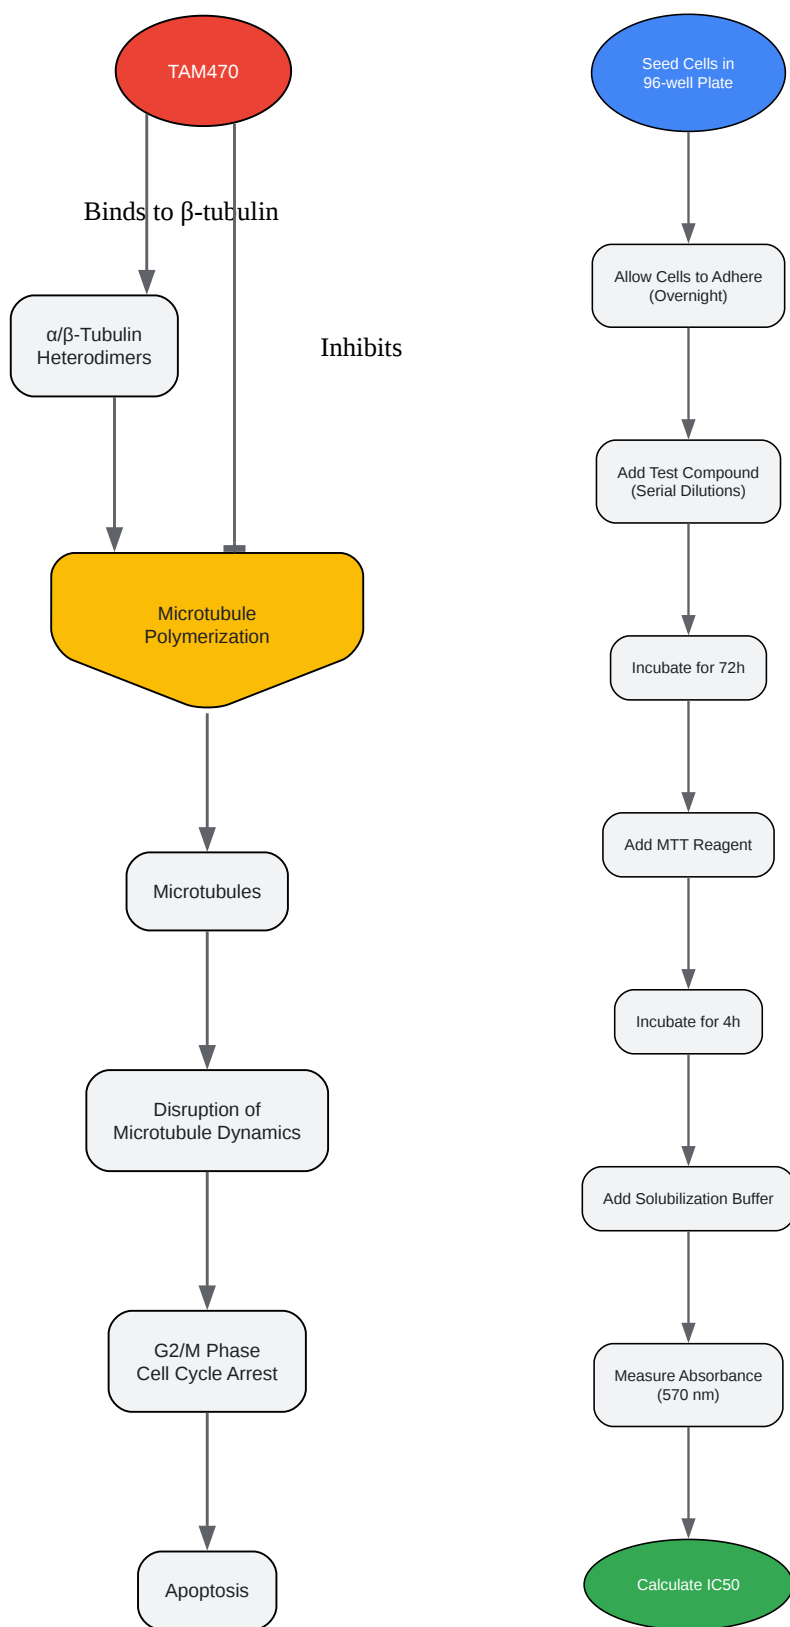 TAM470
Binds to β-tubulin
α/β-Tubulin
Heterodimers
Inhibits
Microtubule
Polymerization
Microtubules
Disruption of
Microtubule Dynamics
G2/M Phase
Cell Cycle Arrest
Apoptosis
Seed Cells in
96-well Plate
Allow Cells to Adhere
(Overnight)
Add Test Compound
(Serial Dilutions)
Incubate for 72h
Add MTT Reagent
Incubate for 4h
Add Solubilization Buffer
Measure Absorbance
(570 nm)
Calculate IC50